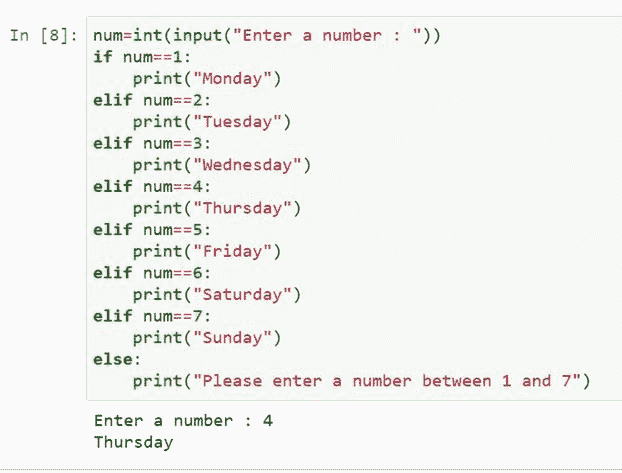 In [8]: num=int(input("Enter a number : "))
if num==1:
    print("Monday")
elif num==2:
    print("Tuesday")
elif num==3:
    print("Wednesday")
elif num==4:
    print("Thursday")
elif num==5:
    print("Friday")
elif num==6:
    print("Saturday")
elif num==7:
    print("Sunday")
else:
    print("Please enter a number between 1 and 7")
Enter a number : 4
Thursday